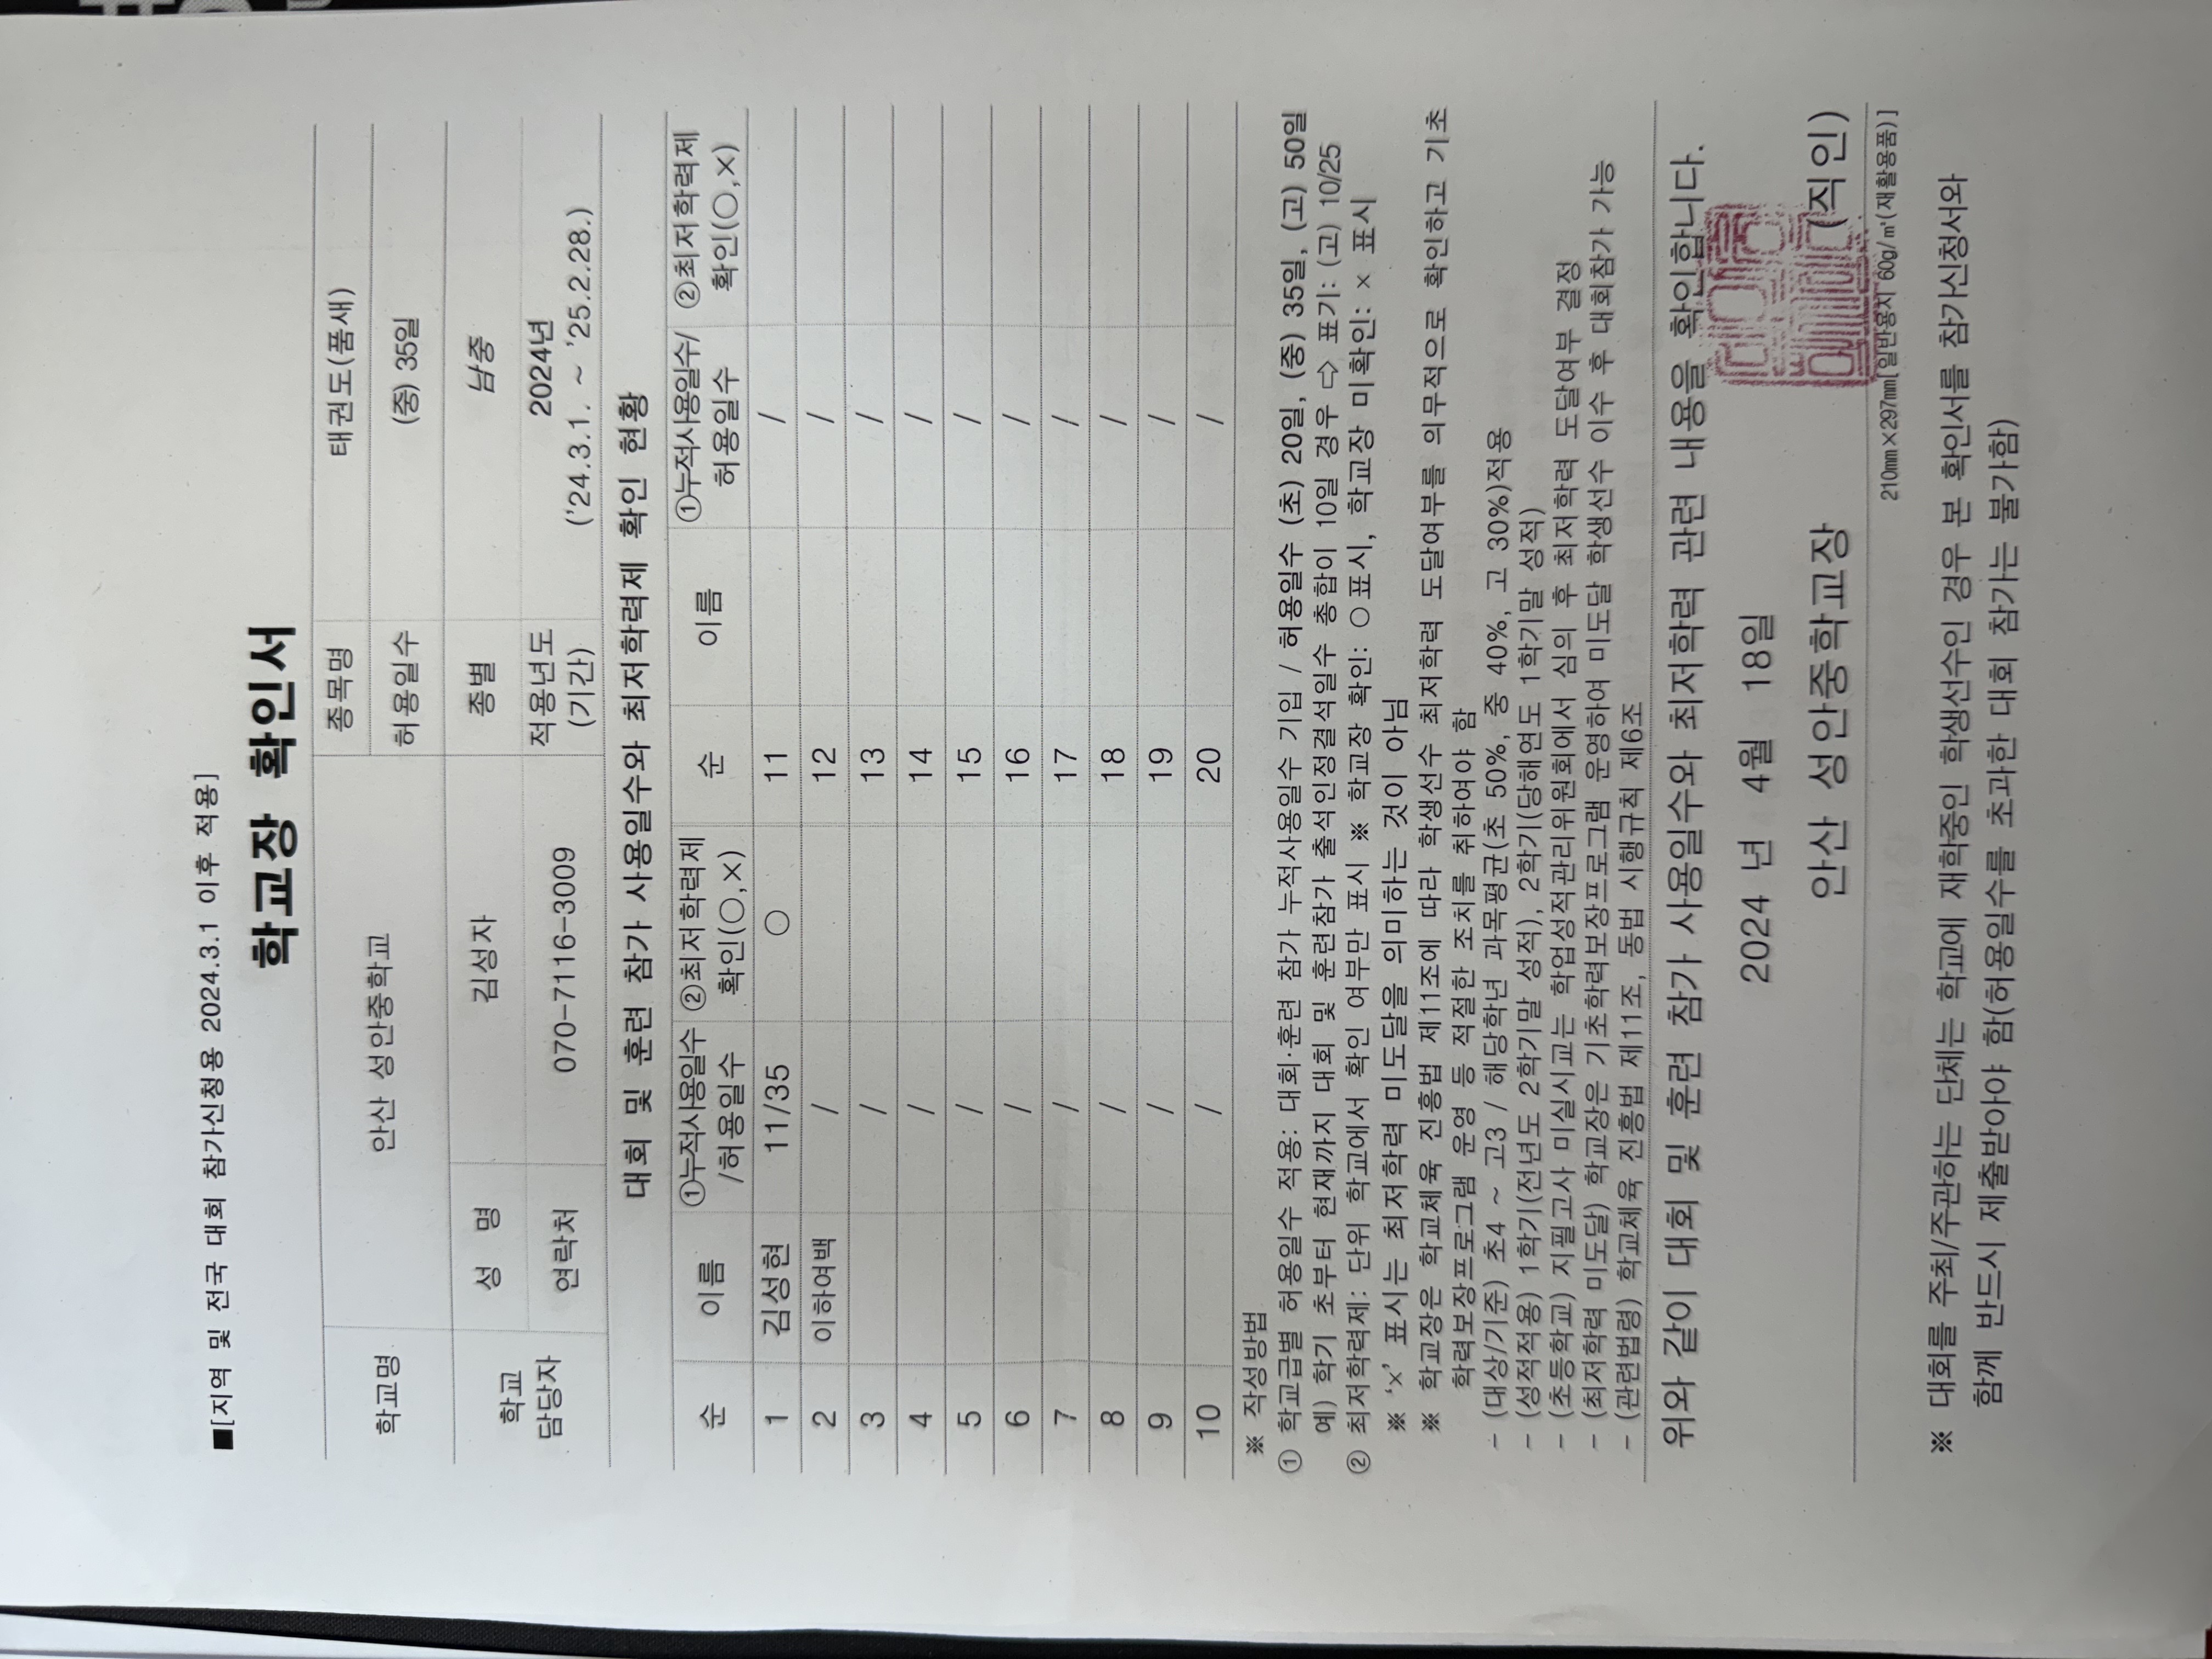 ■[지역 및 전국 대회 참가신청용 2024.3.1 이후 적용]
학교장 확인서
학교명 안산 성안중학교 종목명 태권도(품새)
허용일수 (중) 35일
학교 담당자 성 명 김성자 종별 남중
연락처 070-7116-3009 적용년도 (기간) 2024년 ('24.3.1. ~ '25.2.28.)
대회 및 훈련 참가 사용일수와 최저학력제 확인 현황
순 이름 ①누적사용일수/허용일수 ②최저학력제 확인(○,×) 순 이름 ①누적사용일수/허용일수 ②최저학력제 확인(○,×)
1 김성현 11/35 ○ 11 /
2 이하여백 / 12 /
3 / 13 /
4 / 14 /
5 / 15 /
6 / 16 /
7 / 17 /
8 / 18 /
9 / 19 /
10 / 20 /
※ 작성방법
① 학교급별 허용일수 적용: 대회·훈련 참가 누적사용일수 기입 / 허용일수 (초) 20일, (중) 35일, (고) 50일
예) 학기 초부터 현재까지 대회 및 훈련참가 출석인정결석일수 총합이 10일 경우 ⇨ 표기: (고) 10/25
② 최저학력제: 단위 학교에서 확인 여부만 표시 ※ 학교장 확인: ○표시, 학교장 미확인: × 표시
※ '×' 표시는 최저학력 미도달을 의미하는 것이 아님
※ 학교장은 학교체육 진흥법 제11조에 따라 학생선수 최저학력 도달여부를 의무적으로 확인하고 기초
학력보장프로그램 운영 등 적절한 조치를 취하여야 함
- (대상/기준) 초4 ~ 고3 / 해당학년 과목평균(초 50%, 중 40%, 고 30%)적용
- (성적적용) 1학기(전년도 2학기말 성적), 2학기(당해연도 1학기말 성적)
- (초등학교) 지필고사 미실시교는 학업성적관리위원회에서 심의 후 최저학력 도달여부 결정
- (최저학력 미도달) 학교장은 기초학력보장프로그램 운영하여 미도달 학생선수 이수 후 대회참가 가능
- (관련법령) 학교체육 진흥법 제11조, 동법 시행규칙 제6조
위와 같이 대회 및 훈련 참가 사용일수와 최저학력 관련 내용을 확인합니다.
2024 년 4월 18일
안산 성안중학교장 (직인)
210㎜×297㎜[일반용지 60g/㎡(재활용품)]
※ 대회를 주최/주관하는 단체는 학교에 재학중인 학생선수인 경우 본 확인서를 참가신청서와
함께 반드시 제출받아야 함(허용일수를 초과한 대회 참가는 불가함)